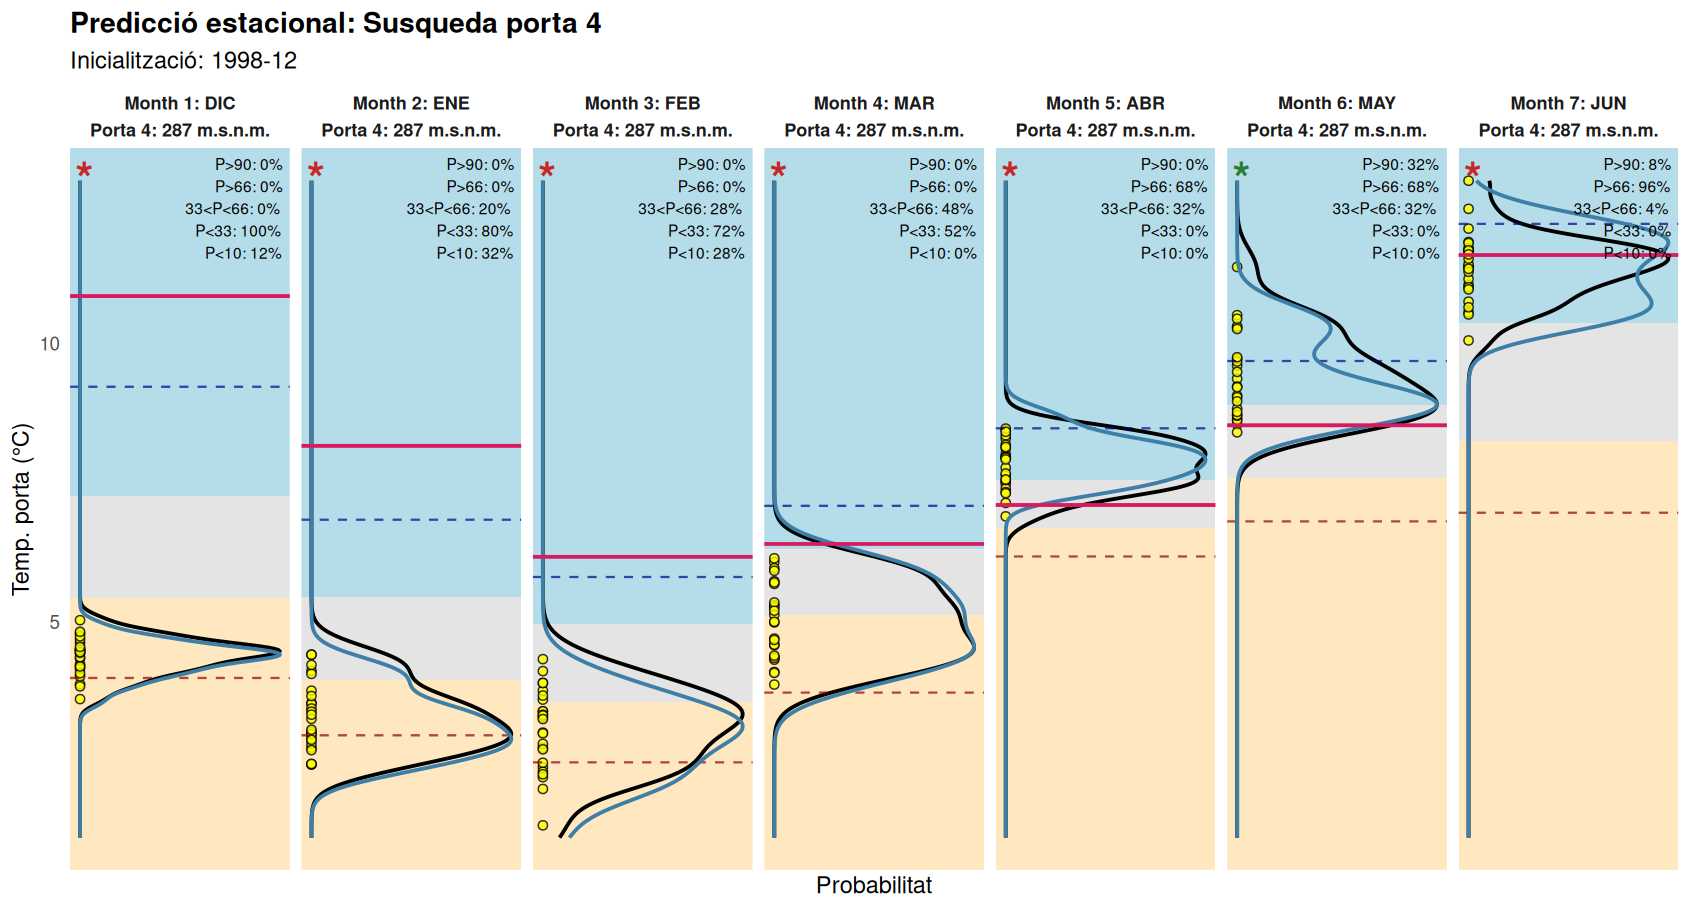 Predicció estacional: Susqueda porta 4
Inicialització: 1998-12
Month 1: DIC
Porta 4: 287 m.s.n.m.
Month 2: ENE
Porta 4: 287 m.s.n.m.
Month 3: FEB
Porta 4: 287 m.s.n.m.
Month 4: MAR
Porta 4: 287 m.s.n.m.
Month 5: ABR
Porta 4: 287 m.s.n.m.
Month 6: MAY
Porta 4: 287 m.s.n.m.
Month 7: JUN
Porta 4: 287 m.s.n.m.
*
P>90: 0%
P>66: 0%
33<P<66: 0%
P<33: 100%
P<10: 12%
*
P>90: 0%
P>66: 0%
33<P<66: 20%
P<33: 80%
P<10: 32%
*
P>90: 0%
P>66: 0%
33<P<66: 28%
P<33: 72%
P<10: 28%
*
P>90: 0%
P>66: 0%
33<P<66: 48%
P<33: 52%
P<10: 0%
*
P>90: 0%
P>66: 68%
33<P<66: 32%
P<33: 0%
P<10: 0%
*
P>90: 32%
P>66: 68%
33<P<66: 32%
P<33: 0%
P<10: 0%
*
P>90: 8%
P>66: 96%
33<P<66: 4%
P<33: 0%
P<10: 0%
10
5
Temp. porta (°C)
Probabilitat